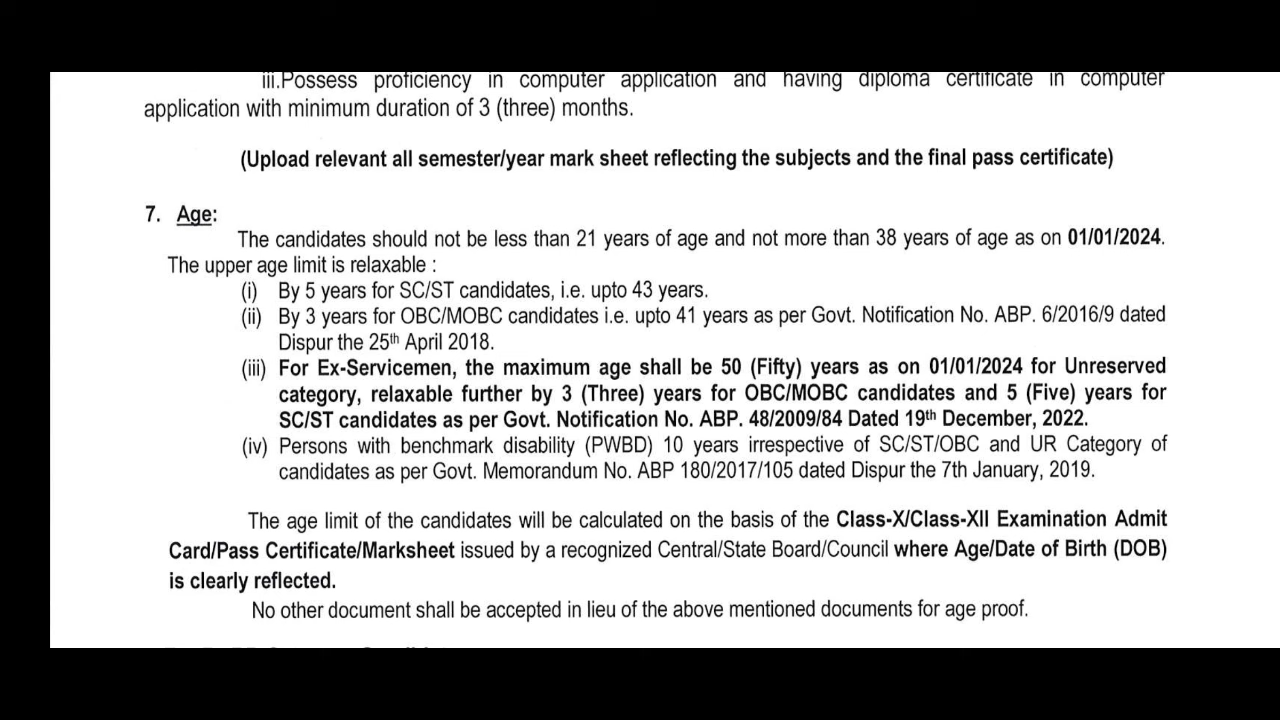 iii.Possess proficiency in computer application and having diploma certificate in computer
application with minimum duration of 3 (three) months.
(Upload relevant all semester/year mark sheet reflecting the subjects and the final pass certificate)
7. Age:
The candidates should not be less than 21 years of age and not more than 38 years of age as on 01/01/2024.
The upper age limit is relaxable :
(i) By 5 years for SC/ST candidates, i.e. upto 43 years.
(ii) By 3 years for OBC/MOBC candidates i.e. upto 41 years as per Govt. Notification No. ABP. 6/2016/9 dated
Dispur the 25th April 2018.
(iii) For Ex-Servicemen, the maximum age shall be 50 (Fifty) years as on 01/01/2024 for Unreserved
category, relaxable further by 3 (Three) years for OBC/MOBC candidates and 5 (Five) years for
SC/ST candidates as per Govt. Notification No. ABP. 48/2009/84 Dated 19th December, 2022.
(iv) Persons with benchmark disability (PWBD) 10 years irrespective of SC/ST/OBC and UR Category of
candidates as per Govt. Memorandum No. ABP 180/2017/105 dated Dispur the 7th January, 2019.
The age limit of the candidates will be calculated on the basis of the Class-X/Class-XII Examination Admit
Card/Pass Certificate/Marksheet issued by a recognized Central/State Board/Council where Age/Date of Birth (DOB)
is clearly reflected.
No other document shall be accepted in lieu of the above mentioned documents for age proof.